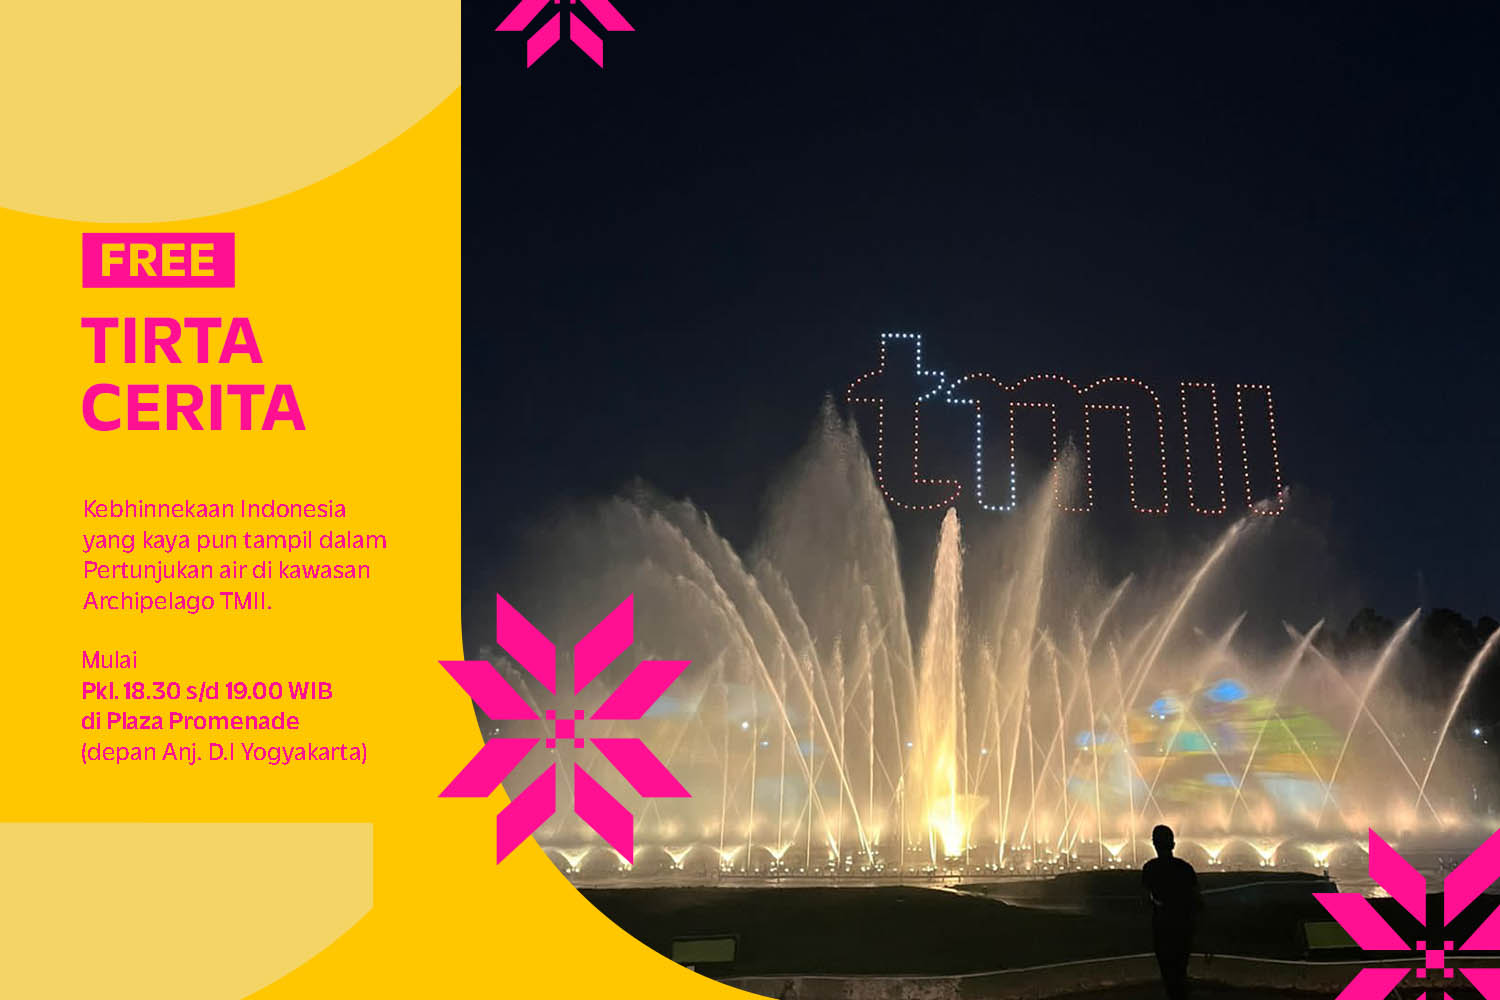 FREE
TIRTA
CERITA
Kebhinnekaan Indonesia
yang kaya pun tampil dalam
Pertunjukan air di kawasan
Archipelago TMII.
Mulai
Pkl. 18.30 s/d 19.00 WIB
di Plaza Promenade
(depan Anj. D.I Yogyakarta)
tmii